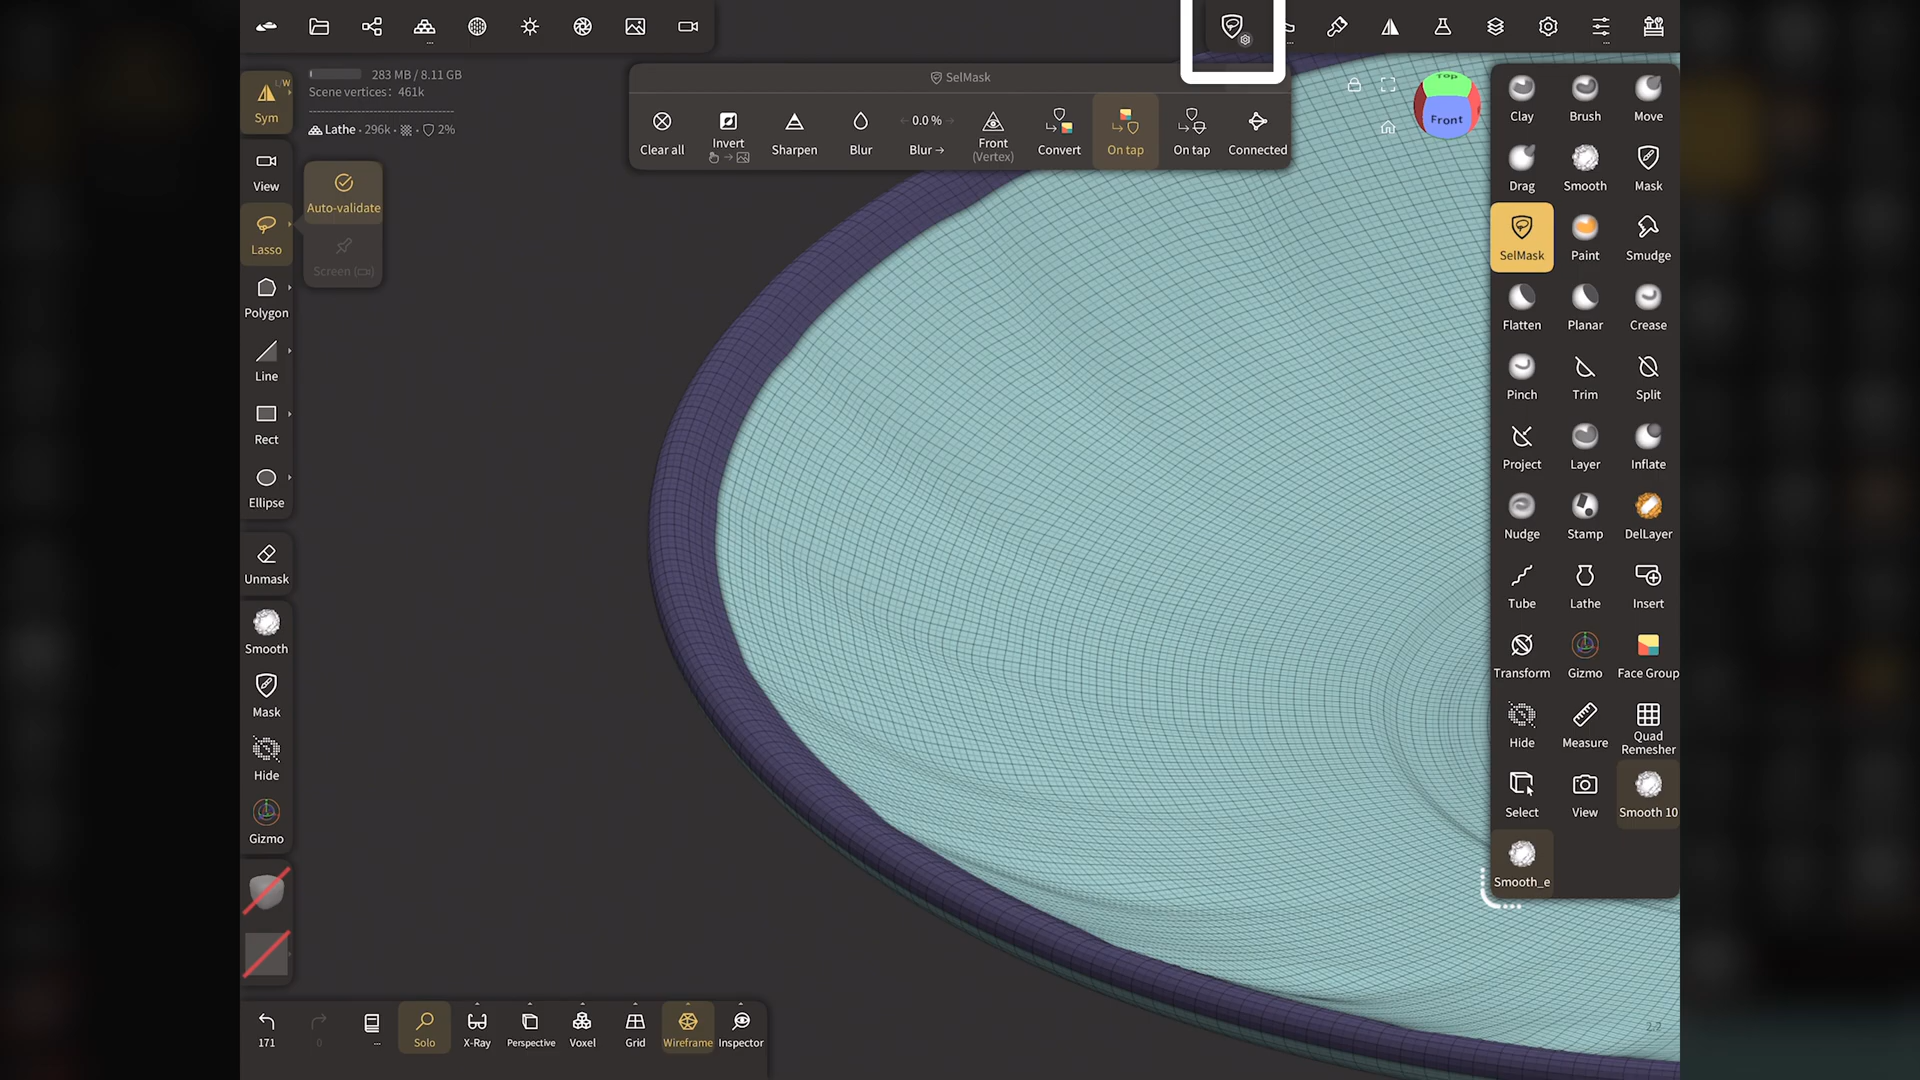 283 MB / 8.11 GB
Scene vertices: 461k
Lathe • 296k • 2%
SelMask
Clear all
Invert
Sharpen
Blur
0.0 %
Blur →
Front
(Vertex)
Convert
On tap
On tap
Connected
Top
Front
L/W
Sym
View
Lasso
Polygon
Line
Rect
Ellipse
Unmask
Smooth
Mask
Hide
Gizmo
Auto-validate
Screen
Clay
Brush
Move
Drag
Smooth
Mask
SelMask
Paint
Smudge
Flatten
Planar
Crease
Pinch
Trim
Split
Project
Layer
Inflate
Nudge
Stamp
DelLayer
Tube
Lathe
Insert
Transform
Gizmo
Face Group
Hide
Measure
Quad
Remesher
Select
View
Smooth 10
Smooth_e
171
0
...
Solo
X-Ray
Perspective
Voxel
Grid
Wireframe
Inspector
2.2